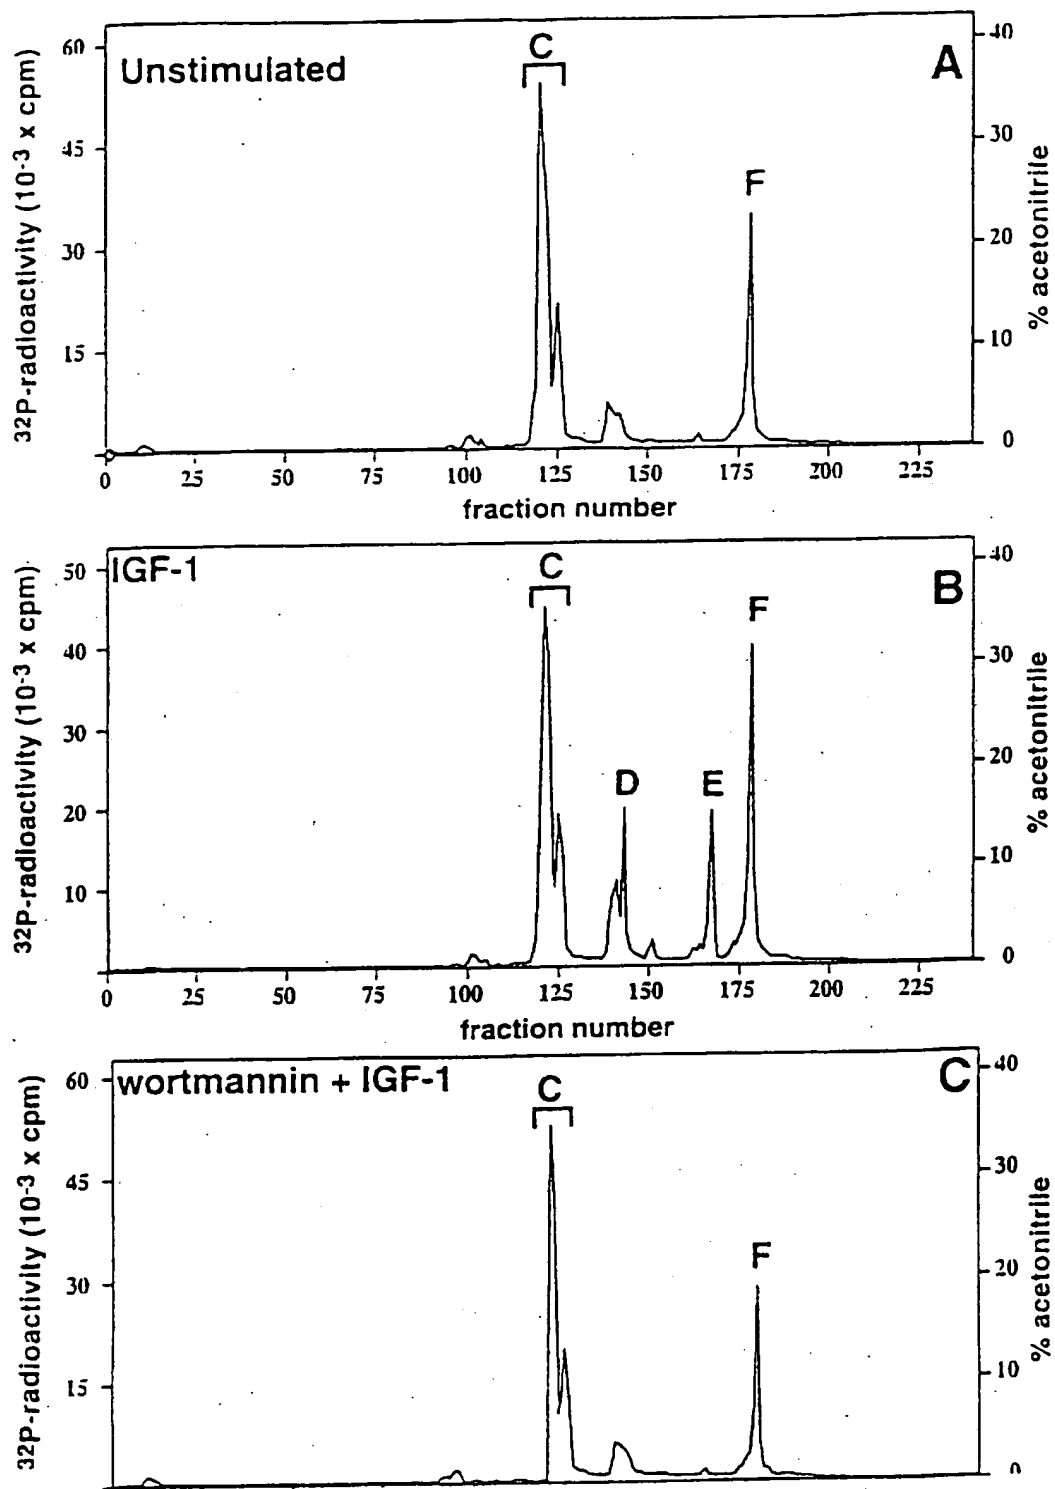 Unstimulated
C
A
F
60
45
30
15
40
30
20
10
0
32P-radioactivity (10-3 x cpm)
% acetonitrile
0 25 50 75 100 125 150 175 200 225
fraction number
IGF-1
C
B
D
E
F
50
40
30
20
10
40
30
20
10
0
32P-radioactivity (10-3 x cpm)
% acetonitrile
0 25 50 75 100 125 150 175 200 225
fraction number
wortmannin + IGF-1
C
C
F
60
45
30
15
40
30
20
10
0
32P-radioactivity (10-3 x cpm)
% acetonitrile